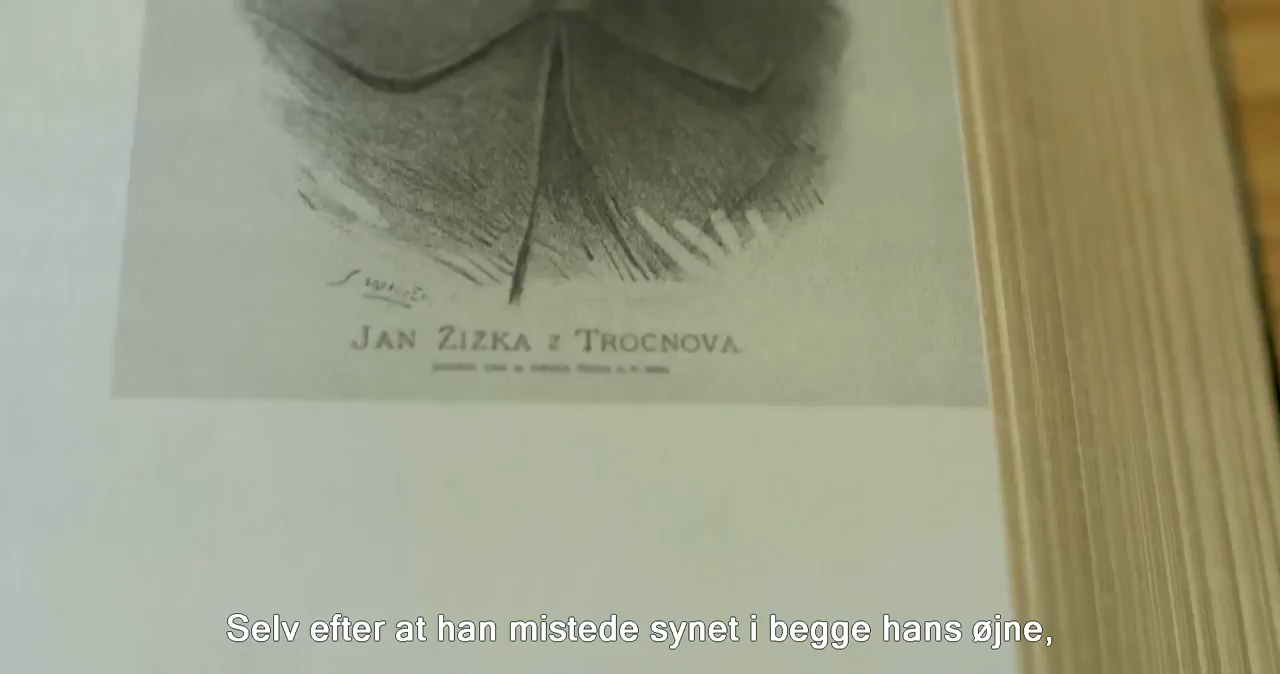 JAN ZIZKA z TROCNOVA
Selv efter at han mistede synet i begge hans øjne,